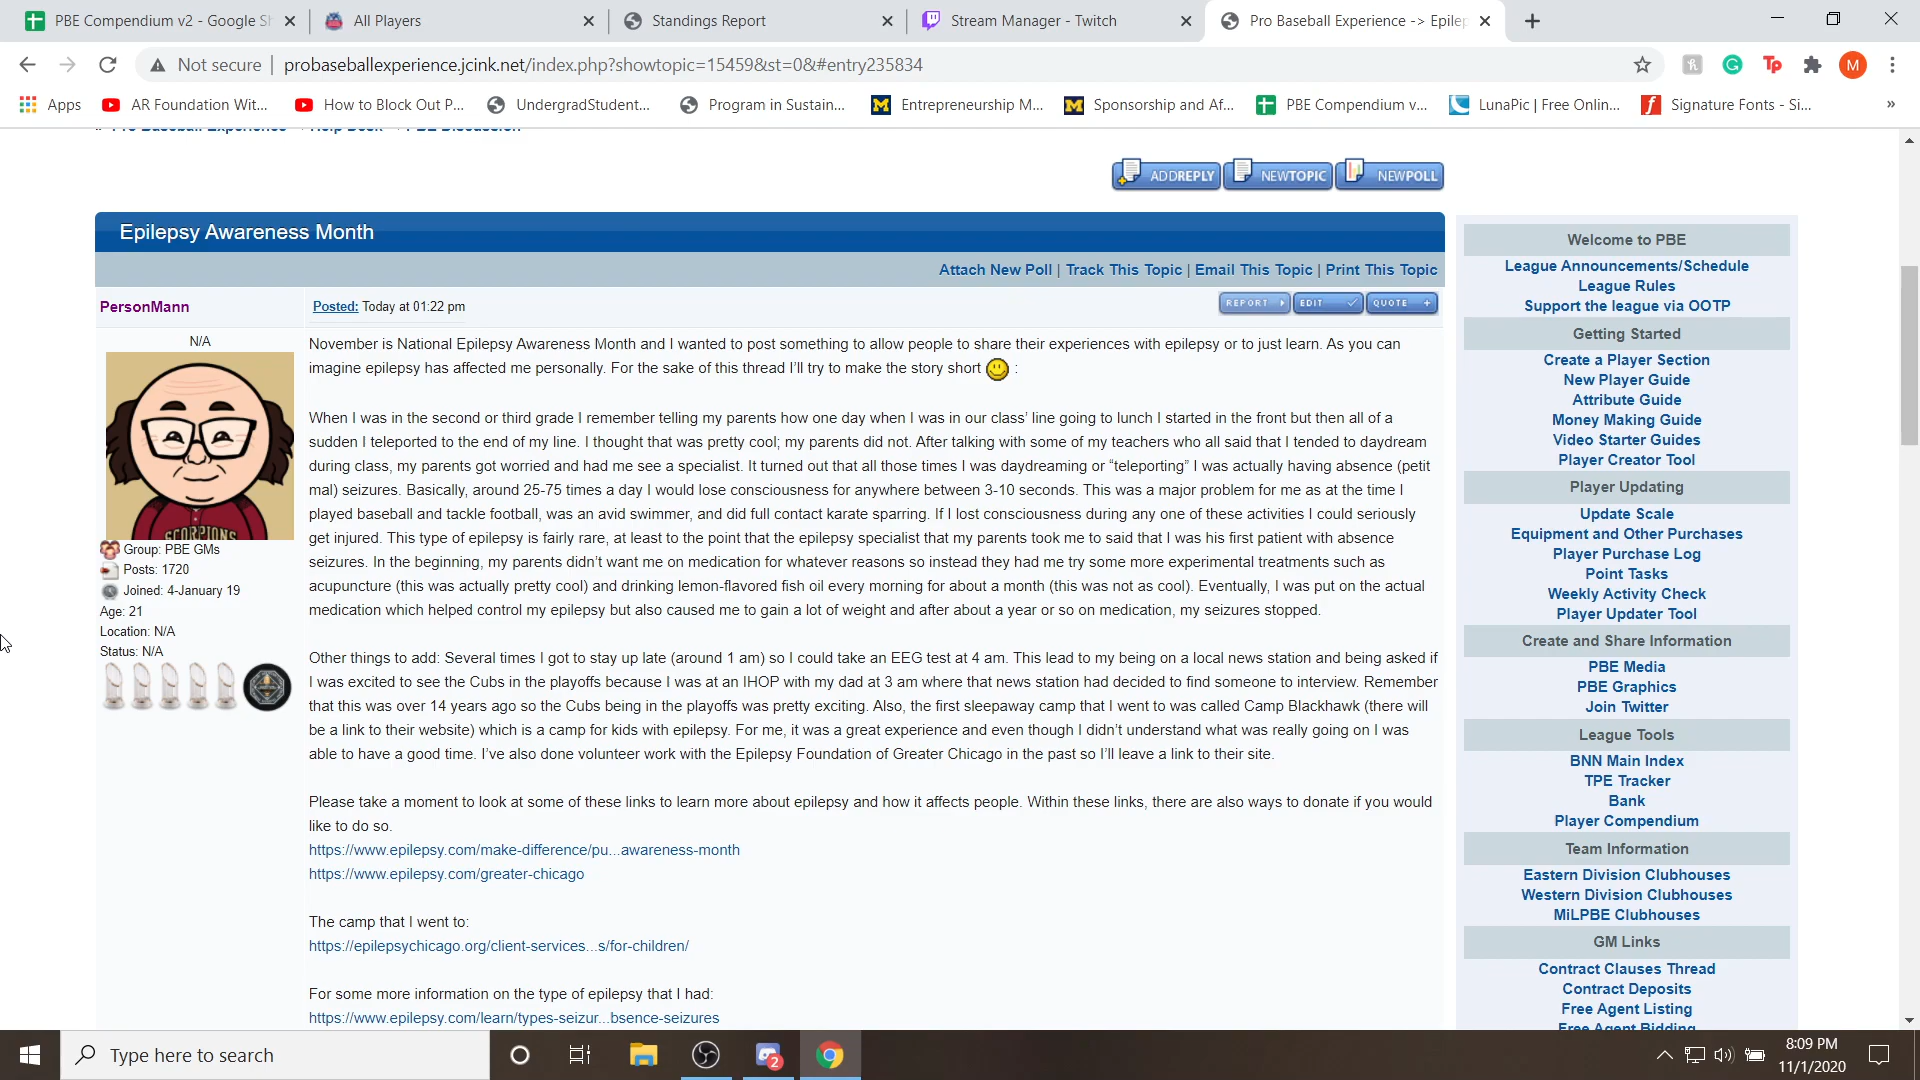 PBE Compendium v2 - Google Sh
All Players
Standings Report
Stream Manager - Twitch
Pro Baseball Experience -> Epilep
Not secure
probaseballexperience.jcink.net/index.php?showtopic=15459&st=0&#entry235834
M
Apps
AR Foundation Wit...
How to Block Out P...
UndergradStudent...
Program in Sustain...
Entrepreneurship M...
Sponsorship and Af...
PBE Compendium v...
LunaPic | Free Onlin...
Signature Fonts - Si...
»
Pro Baseball Experience
Help Desk
PBE Discussion
ADDREPLY
NEWTOPIC
NEWPOLL
Epilepsy Awareness Month
Attach New Poll | Track This Topic | Email This Topic | Print This Topic
PersonMann
Posted: Today at 01:22 pm
REPORT
EDIT
QUOTE
N/A
SCORPIONS
Group: PBE GMs
Posts: 1720
Joined: 4-January 19
Age: 21
Location: N/A
Status: N/A
November is National Epilepsy Awareness Month and I wanted to post something to allow people to share their experiences with epilepsy or to just learn. As you can
imagine epilepsy has affected me personally. For the sake of this thread I’ll try to make the story short :
When I was in the second or third grade I remember telling my parents how one day when I was in our class’ line going to lunch I started in the front but then all of a
sudden I teleported to the end of my line. I thought that was pretty cool; my parents did not. After talking with some of my teachers who all said that I tended to daydream
during class, my parents got worried and had me see a specialist. It turned out that all those times I was daydreaming or “teleporting” I was actually having absence (petit
mal) seizures. Basically, around 25-75 times a day I would lose consciousness for anywhere between 3-10 seconds. This was a major problem for me as at the time I
played baseball and tackle football, was an avid swimmer, and did full contact karate sparring. If I lost consciousness during any one of these activities I could seriously
get injured. This type of epilepsy is fairly rare, at least to the point that the epilepsy specialist that my parents took me to said that I was his first patient with absence
seizures. In the beginning, my parents didn’t want me on medication for whatever reasons so instead they had me try some more experimental treatments such as
acupuncture (this was actually pretty cool) and drinking lemon-flavored fish oil every morning for about a month (this was not as cool). Eventually, I was put on the actual
medication which helped control my epilepsy but also caused me to gain a lot of weight and after about a year or so on medication, my seizures stopped.
Other things to add: Several times I got to stay up late (around 1 am) so I could take an EEG test at 4 am. This lead to my being on a local news station and being asked if
I was excited to see the Cubs in the playoffs because I was at an IHOP with my dad at 3 am where that news station had decided to find someone to interview. Remember
that this was over 14 years ago so the Cubs being in the playoffs was pretty exciting. Also, the first sleepaway camp that I went to was called Camp Blackhawk (there will
be a link to their website) which is a camp for kids with epilepsy. For me, it was a great experience and even though I didn’t understand what was really going on I was
able to have a good time. I’ve also done volunteer work with the Epilepsy Foundation of Greater Chicago in the past so I’ll leave a link to their site.
Please take a moment to look at some of these links to learn more about epilepsy and how it affects people. Within these links, there are also ways to donate if you would
like to do so.
https://www.epilepsy.com/make-difference/pu...awareness-month
https://www.epilepsy.com/greater-chicago
The camp that I went to:
https://epilepsychicago.org/client-services...s/for-children/
For some more information on the type of epilepsy that I had:
https://www.epilepsy.com/learn/types-seizur...bsence-seizures
Welcome to PBE
League Announcements/Schedule
League Rules
Support the league via OOTP
Getting Started
Create a Player Section
New Player Guide
Attribute Guide
Money Making Guide
Video Starter Guides
Player Creator Tool
Player Updating
Update Scale
Equipment and Other Purchases
Player Purchase Log
Point Tasks
Weekly Activity Check
Player Updater Tool
Create and Share Information
PBE Media
PBE Graphics
Join Twitter
League Tools
BNN Main Index
TPE Tracker
Bank
Player Compendium
Team Information
Eastern Division Clubhouses
Western Division Clubhouses
MiLPBE Clubhouses
GM Links
Contract Clauses Thread
Contract Deposits
Free Agent Listing
Free Agent Bidding
Type here to search
2
8:09 PM
11/1/2020